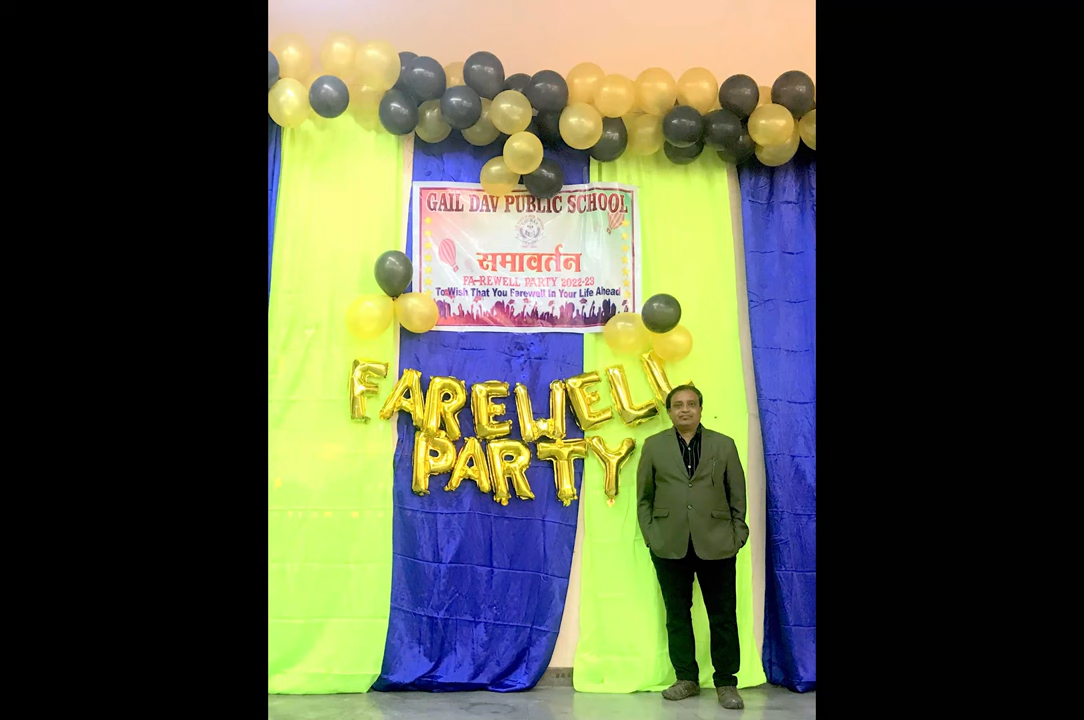 GAIL DAV PUBLIC SCHOOL
समावर्तन
FA-REWELL PARTY 2022-23
To Wish That You Farewell In Your Life Ahead
FAREWELL
PARTY